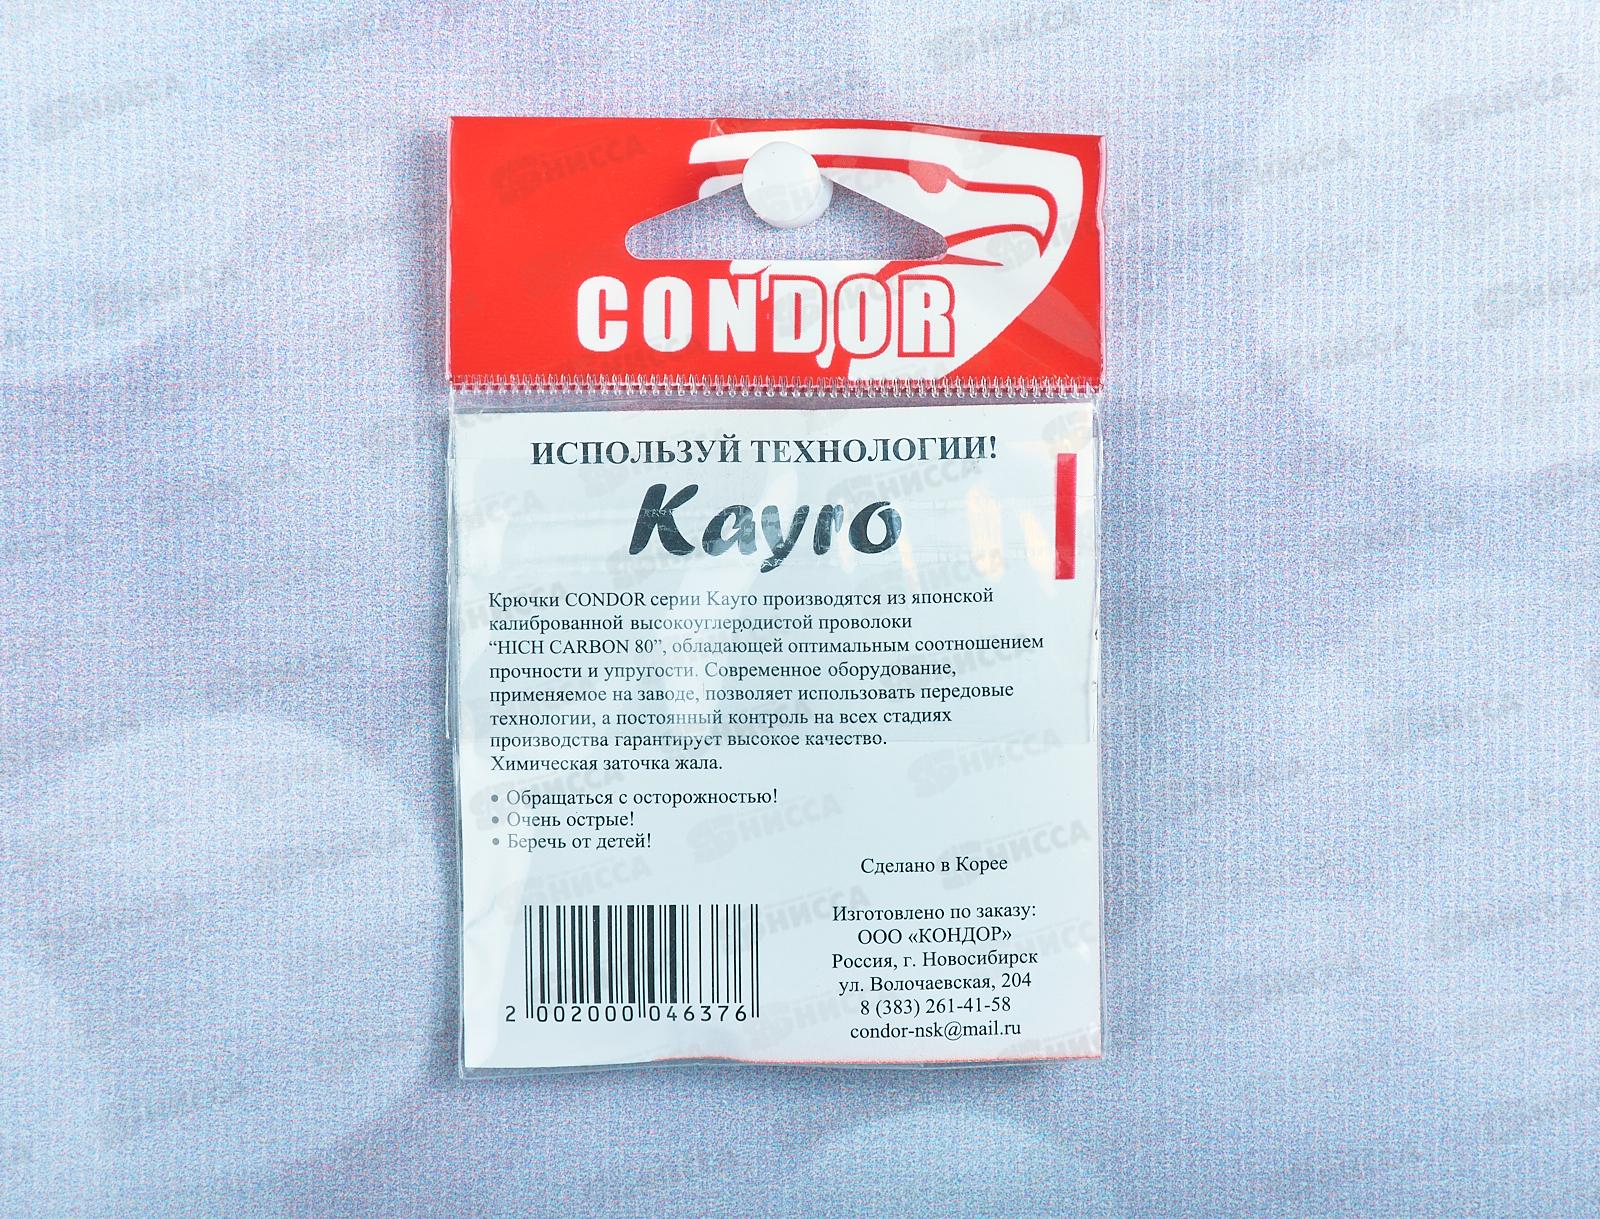 CONDOR
ИСПОЛЬЗУЙ ТЕХНОЛОГИИ!
Kayro
Крючки CONDOR серии Kayro производятся из японской
калиброванной высокоуглеродистой проволоки
“HICH CARBON 80”, обладающей оптимальным соотношением
прочности и упругости. Современное оборудование,
применяемое на заводе, позволяет использовать передовые
технологии, а постоянный контроль на всех стадиях
производства гарантирует высокое качество.
Химическая заточка жала.
• Обращаться с осторожностью!
• Очень острые!
• Беречь от детей!
Сделано в Корее
Изготовлено по заказу:
ООО «КОНДОР»
Россия, г. Новосибирск
ул. Волочаевская, 204
8 (383) 261-41-58
condor-nsk@mail.ru
2 002000 046376
НИССА